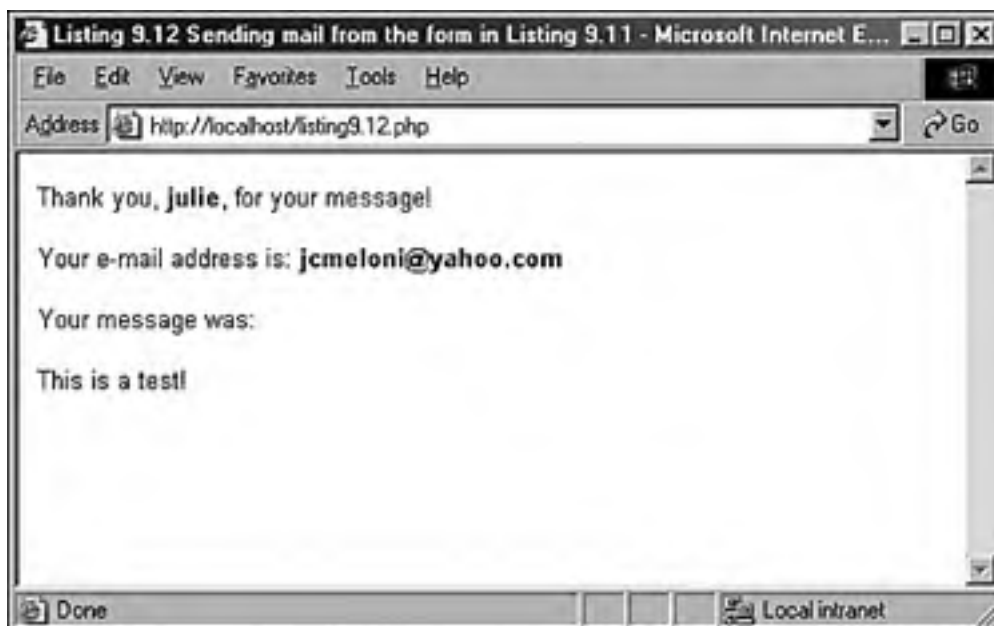 Listing 9.12 Sending mail from the form in Listing 9.11 - Microsoft Internet E...
File Edit View Favorites Tools Help
Address http://localhost/listing9.12.php Go
Thank you, julie, for your message!
Your e-mail address is: jcmeloni@yahoo.com
Your message was:
This is a test!
Done Local intranet